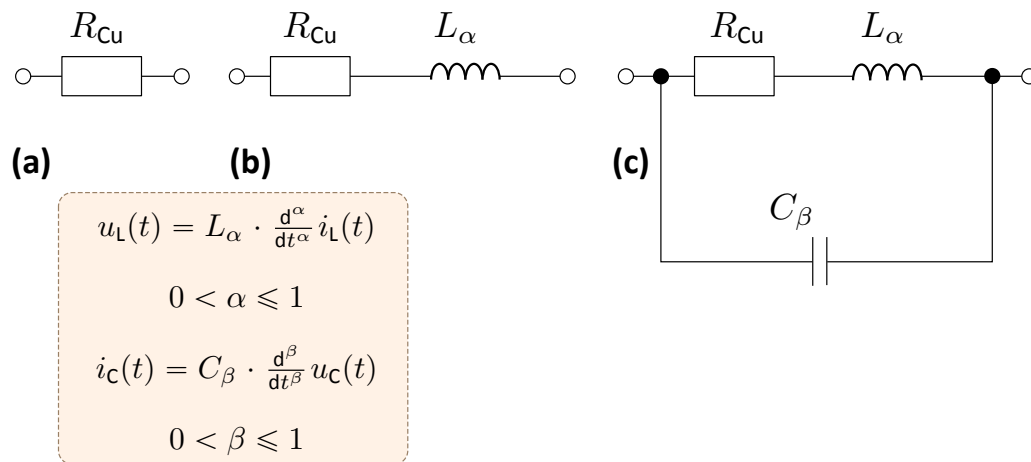 R_Cu R_Cu L_α R_Cu L_α
(a) (b) (c)
u_L(t) = L_α · d^α/dt^α i_L(t)
C_β
0 < α ⩽ 1
i_C(t) = C_β · d^β/dt^β u_C(t)
0 < β ⩽ 1